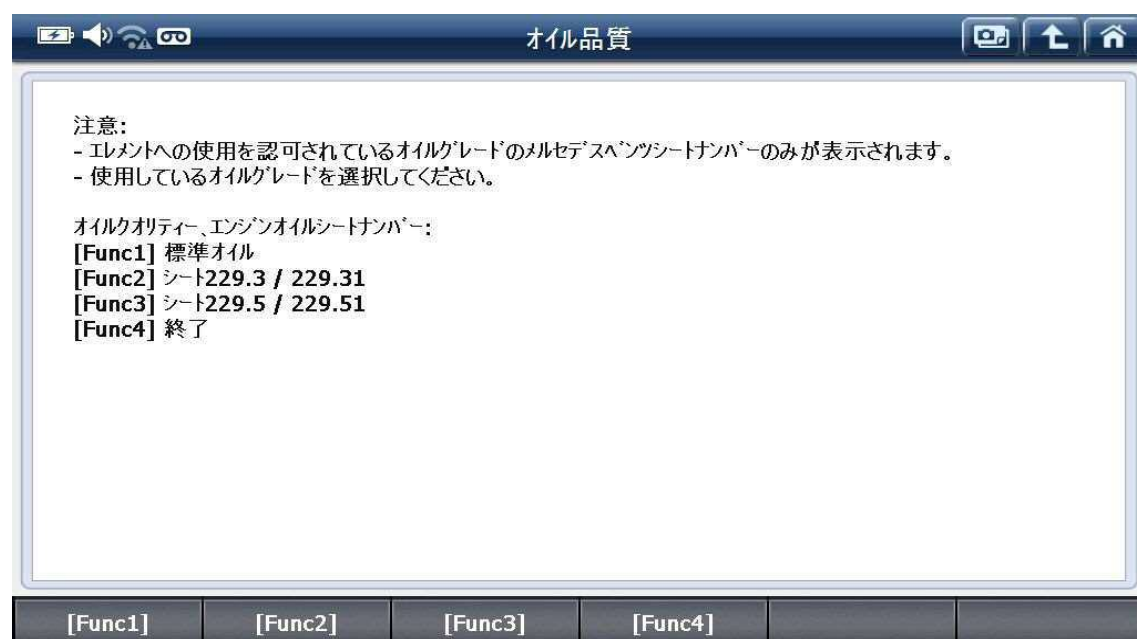 オイル品質
注意:
- ｴﾚﾒﾝﾄへの使用を認可されているｵｲﾙｸﾞﾚｰﾄﾞのﾒﾙｾﾃﾞｽﾍﾞﾝﾂｼｰﾄﾅﾝﾊﾞｰのみが表示されます。
- 使用しているｵｲﾙｸﾞﾚｰﾄﾞを選択してください。
ｵｲﾙｸｵﾘﾃｨｰ､ｴﾝｼﾞﾝｵｲﾙｼｰﾄﾅﾝﾊﾞｰ:
[Func1] 標準ｵｲﾙ
[Func2] ｼｰﾄ229.3 / 229.31
[Func3] ｼｰﾄ229.5 / 229.51
[Func4] 終了
[Func1] [Func2] [Func3] [Func4]